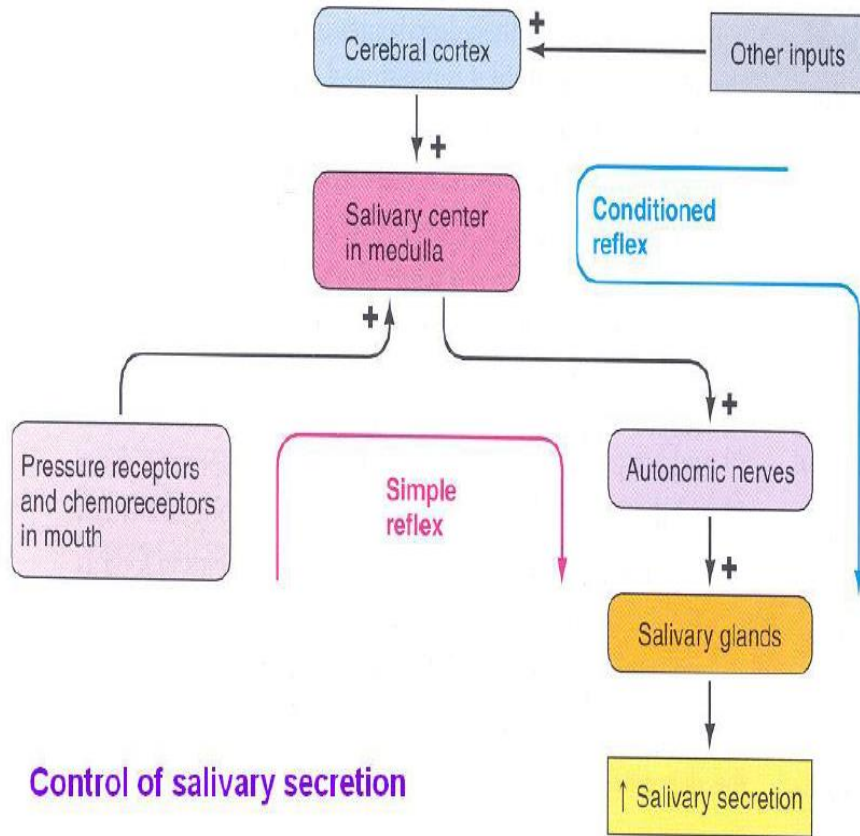 +
Cerebral cortex
Other inputs
+
Salivary center
in medulla
Conditioned
reflex
+
+
Pressure receptors
and chemoreceptors
in mouth
Simple
reflex
Autonomic nerves
+
Salivary glands
Control of salivary secretion
↑ Salivary secretion